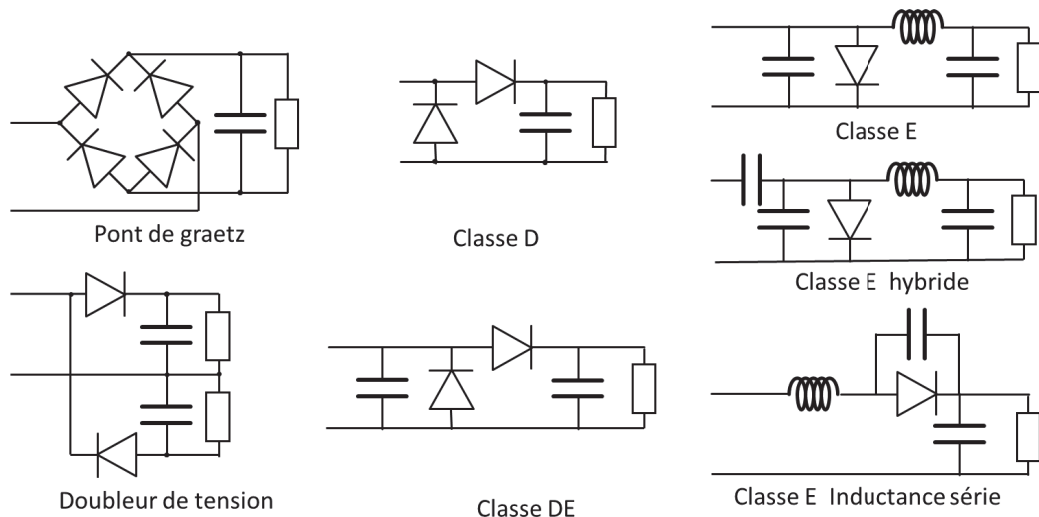 Pont de graetz
Classe D
Classe E
Classe E hybride
Doubleur de tension
Classe DE
Classe E Inductance série